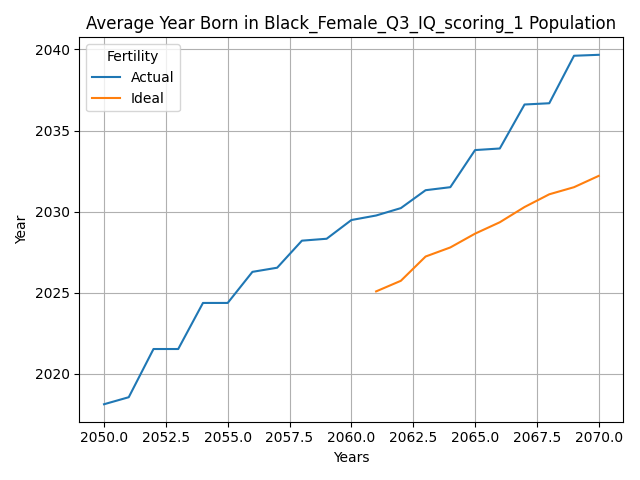 Average Year Born in Black_Female_Q3_IQ_scoring_1 Population
Fertility
Actual
Ideal
2040
2035
2030
2025
2020
Year
2050.0 2052.5 2055.0 2057.5 2060.0 2062.5 2065.0 2067.5 2070.0
Years